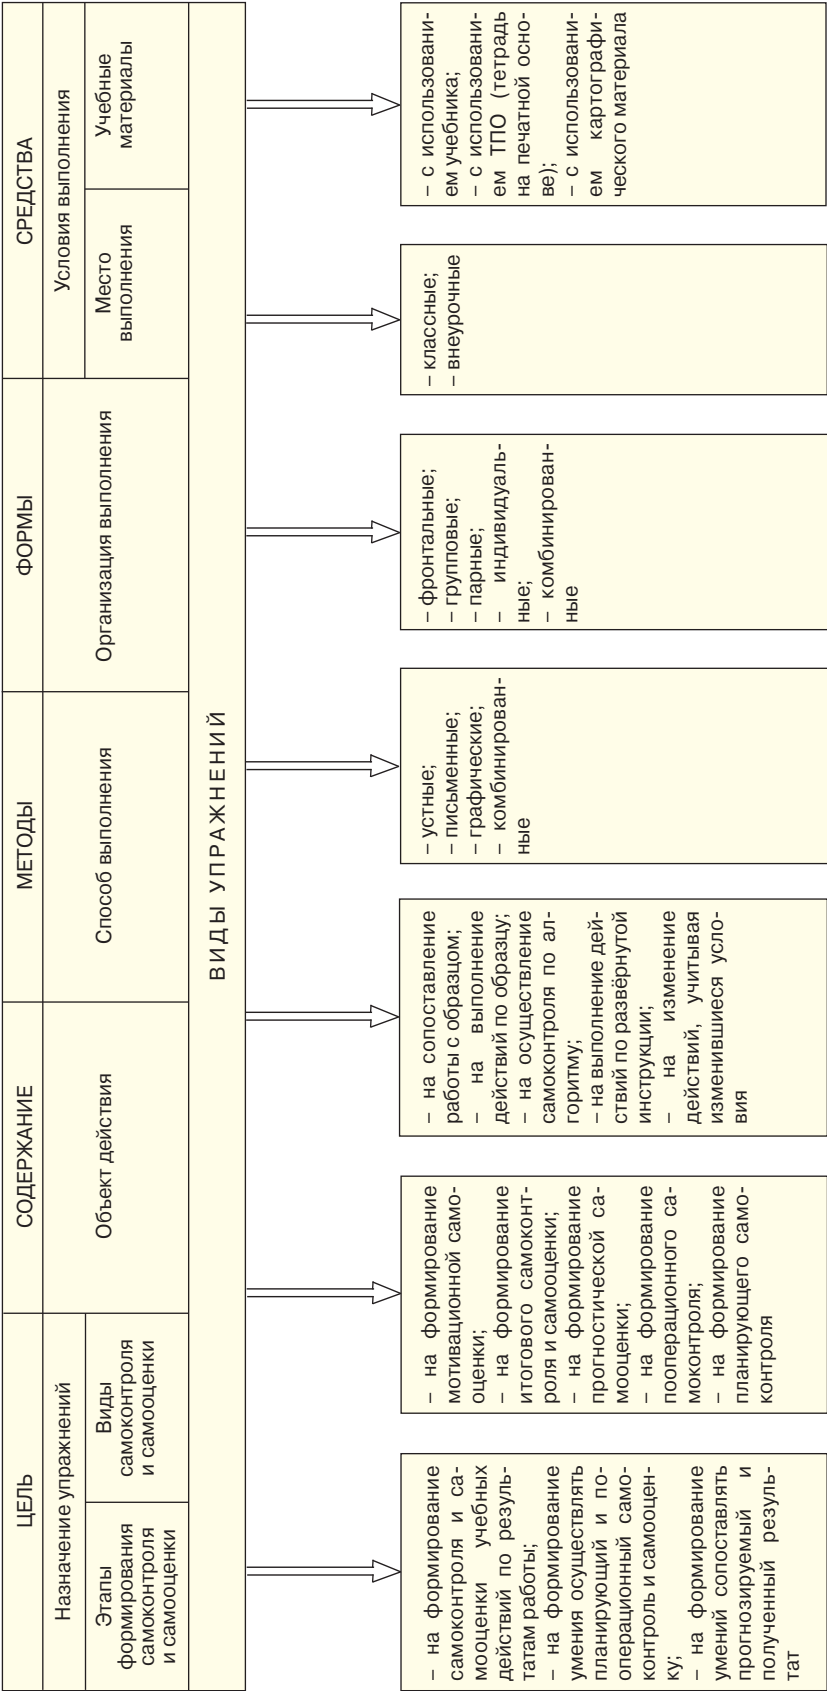 ЦЕЛЬ
СОДЕРЖАНИЕ
МЕТОДЫ
ФОРМЫ
СРЕДСТВА
Назначение упражнений
Объект действия
Способ выполнения
Организация выполнения
Условия выполнения
Этапы
формирования
самоконтроля
и самооценки
Виды
самоконтроля
и самооценки
Место
выполнения
Учебные
материалы
ВИДЫ УПРАЖНЕНИЙ
– на формирование
самоконтроля и са-
мооценки учебных
действий по резуль-
татам работы;
– на формирование
умения осуществлять
планирующий и по-
операционный само-
контроль и самооцен-
ку;
– на формирование
умений сопоставлять
прогнозируемый и
полученный резуль-
тат
– на формирование
мотивационной само-
оценки;
– на формирование
итогового самоконт-
роля и самооценки;
– на формирование
прогностической са-
мооценки;
– на формирование
пооперационного са-
моконтроля;
– на формирование
планирующего само-
контроля
– на сопоставление
работы с образцом;
– на выполнение
действий по образцу;
– на осуществление
самоконтроля по ал-
горитму;
– на выполнение дей-
ствий по развёрнутой
инструкции;
– на изменение
действий, учитывая
изменившиеся усло-
вия
– устные;
– письменные;
– графические;
– комбинирован-
ные
– фронтальные;
– групповые;
– парные;
– индивидуаль-
ные;
– комбинирован-
ные
– классные;
– внеурочные
– с использовани-
ем учебника;
– с использовани-
ем ТПО (тетрадь
на печатной осно-
ве);
– с использовани-
ем картографи-
ческого материала